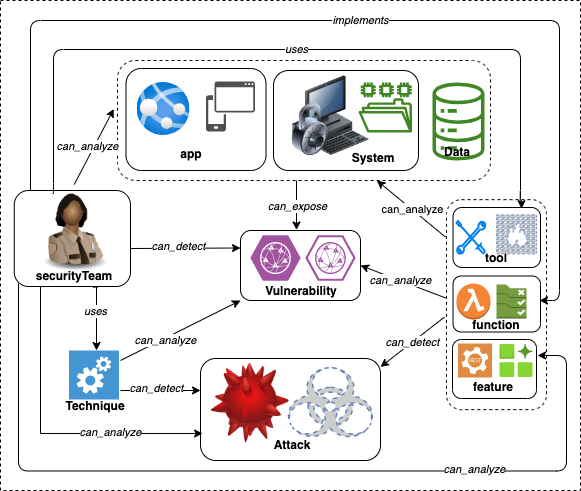 implements
uses
app
System
Data
can_analyze
can_expose
can_analyze
securityTeam
can_detect
Vulnerability
tool
can_analyze
function
uses
can_analyze
can_detect
REST
feature
Technique
can_detect
Attack
can_analyze
can_analyze